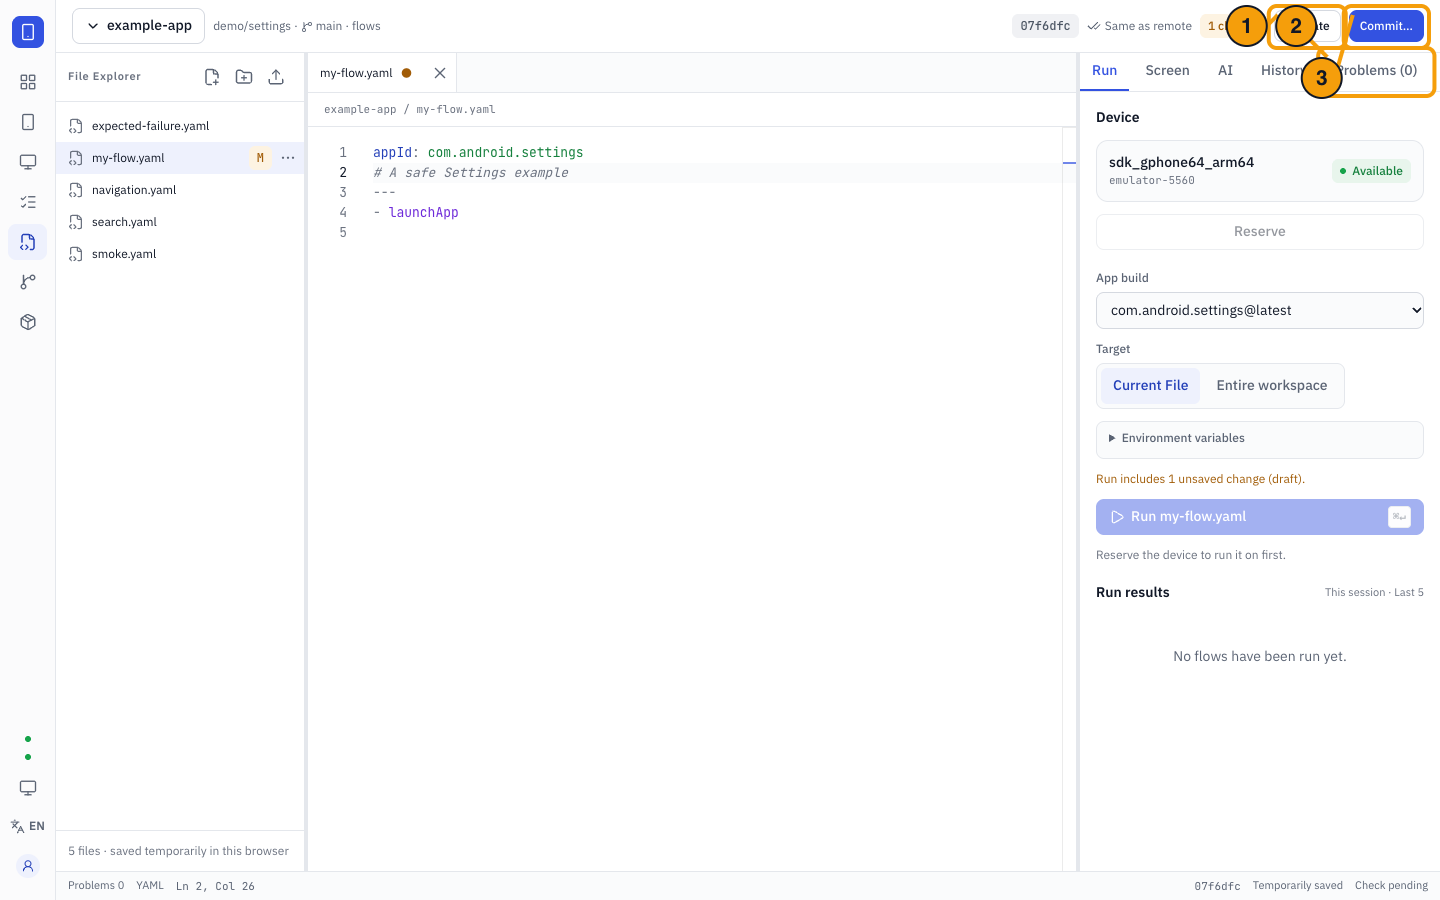 example-app
demo/settings · main · flows
07f6dfc
Same as remote
1
1
2
Commit...
3
File Explorer
my-flow.yaml
Run
Screen
AI
History
Problems (0)
example-app / my-flow.yaml
expected-failure.yaml
my-flow.yaml
M
navigation.yaml
search.yaml
smoke.yaml
1 appId: com.android.settings
2 # A safe Settings example
3 ---
4 - launchApp
5
Device
sdk_gphone64_arm64
emulator-5560
Available
Reserve
App build
com.android.settings@latest
Target
Current File
Entire workspace
Environment variables
Run includes 1 unsaved change (draft).
Run my-flow.yaml
⌘↵
Reserve the device to run it on first.
Run results
This session · Last 5
No flows have been run yet.
EN
5 files · saved temporarily in this browser
Problems 0
YAML
Ln 2, Col 26
07f6dfc
Temporarily saved
Check pending